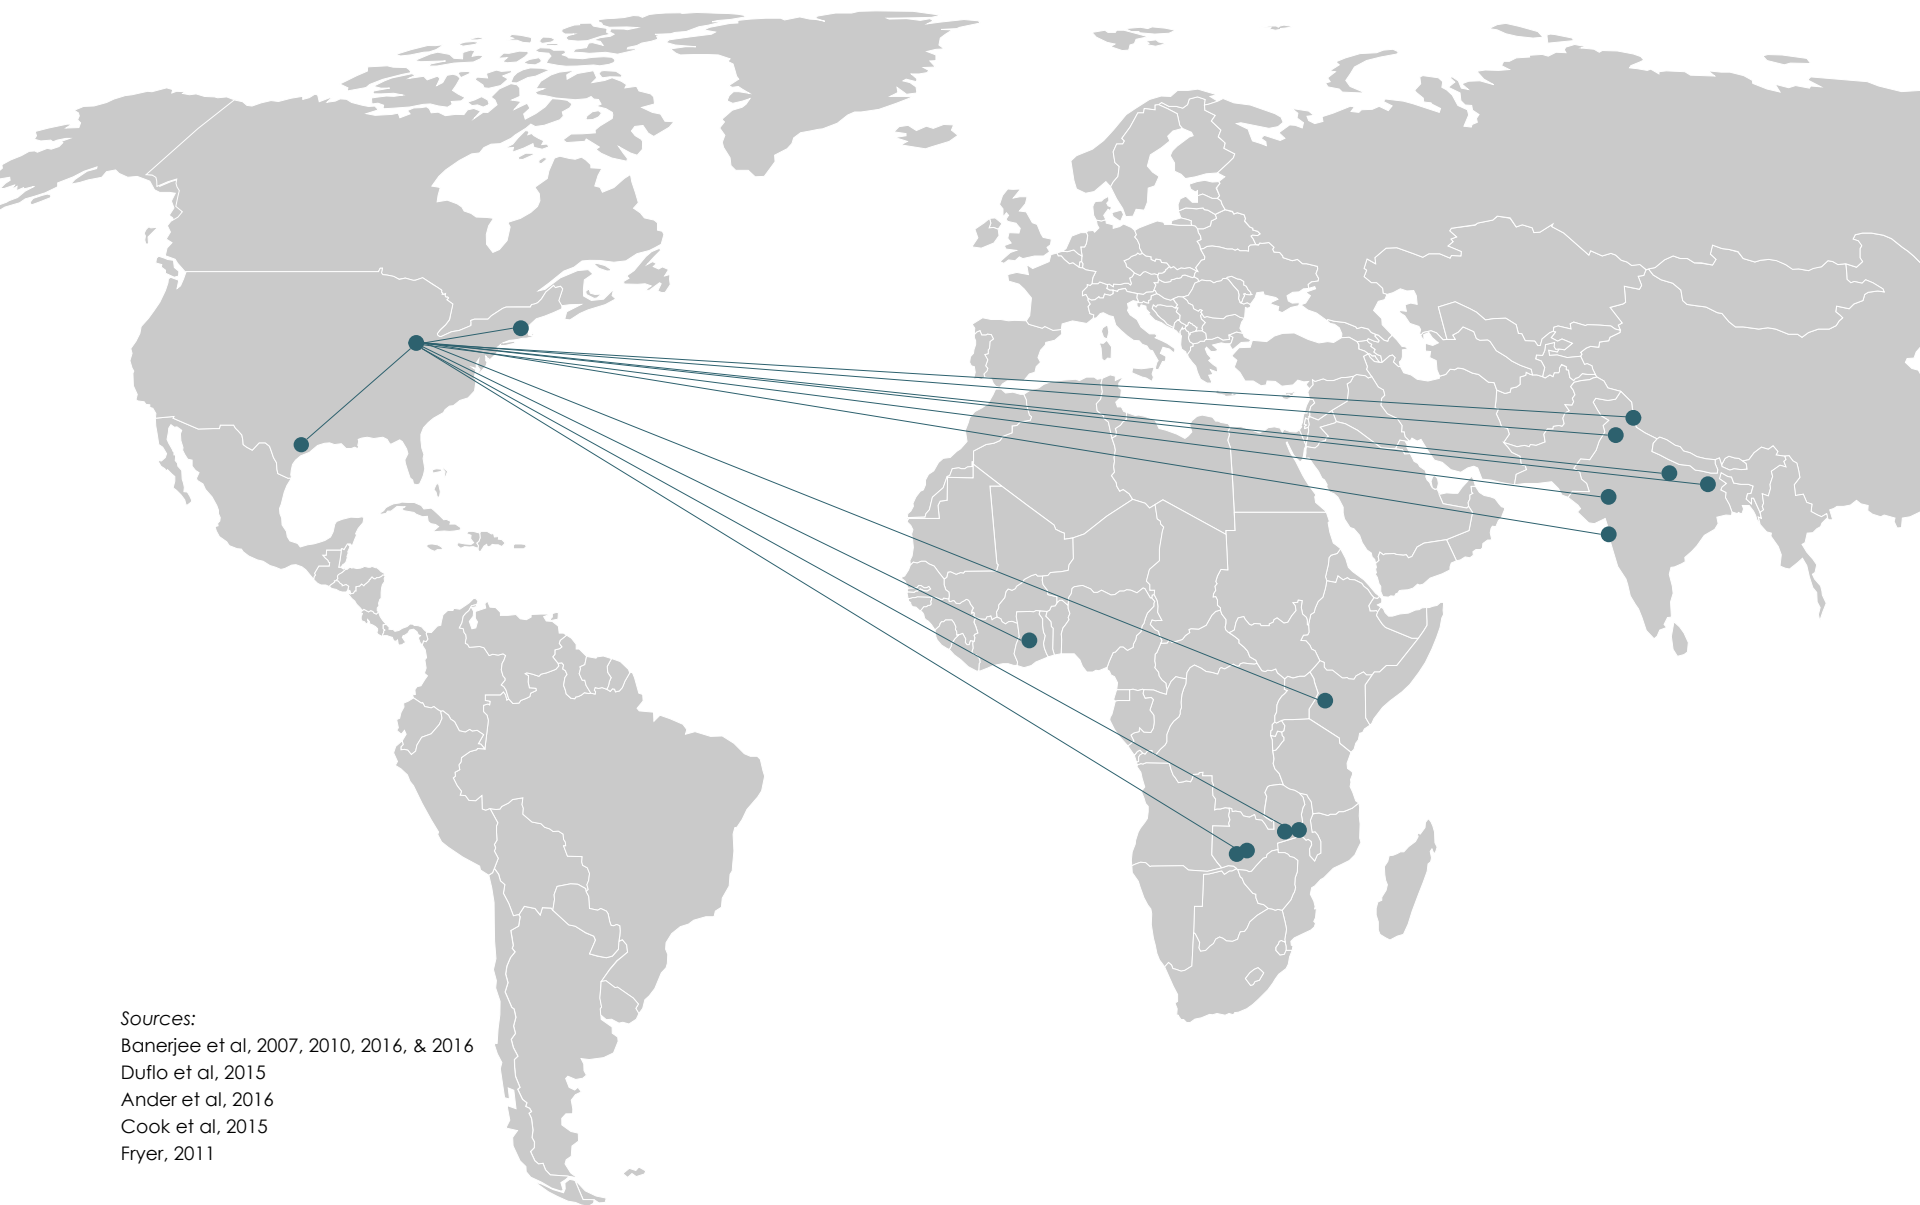 Sources:
Banerjee et al, 2007, 2010, 2016, & 2016
Duflo et al, 2015
Ander et al, 2016
Cook et al, 2015
Fryer, 2011